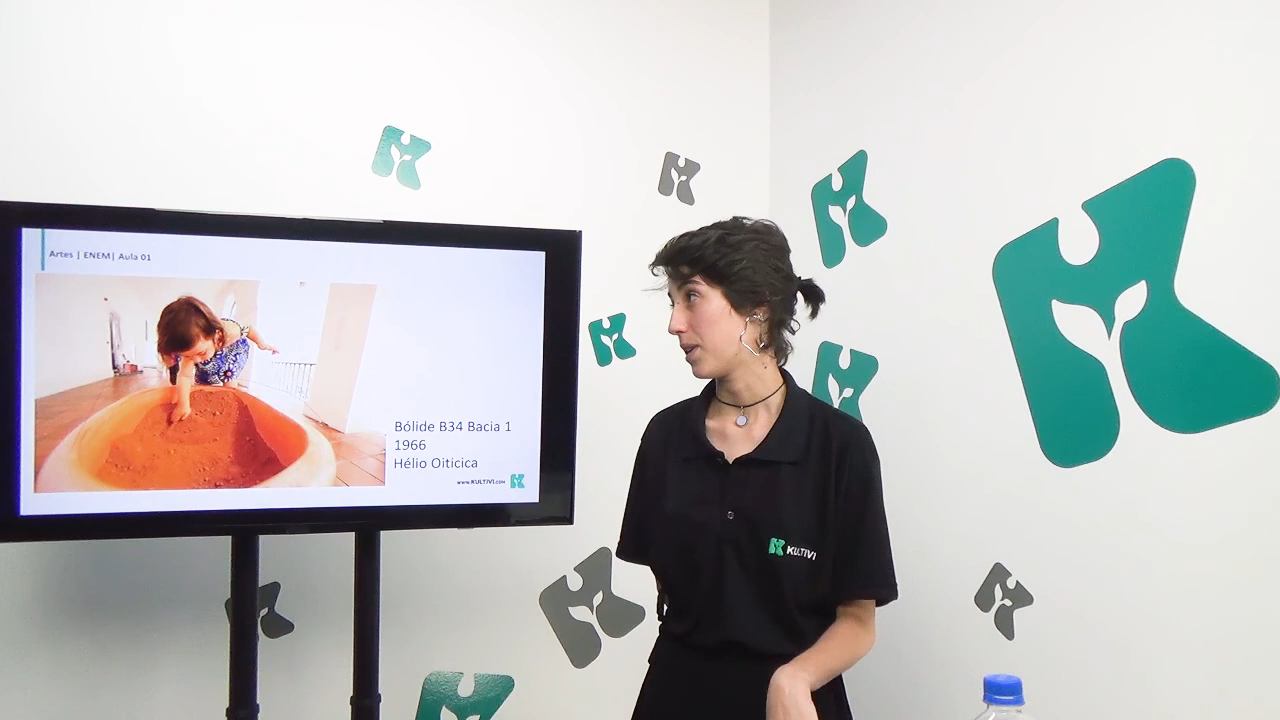 Artes | ENEM| Aula 01
Bólide B34 Bacia 1
1966
Hélio Oiticica
www.KULTIVI.COM
KULTIVI